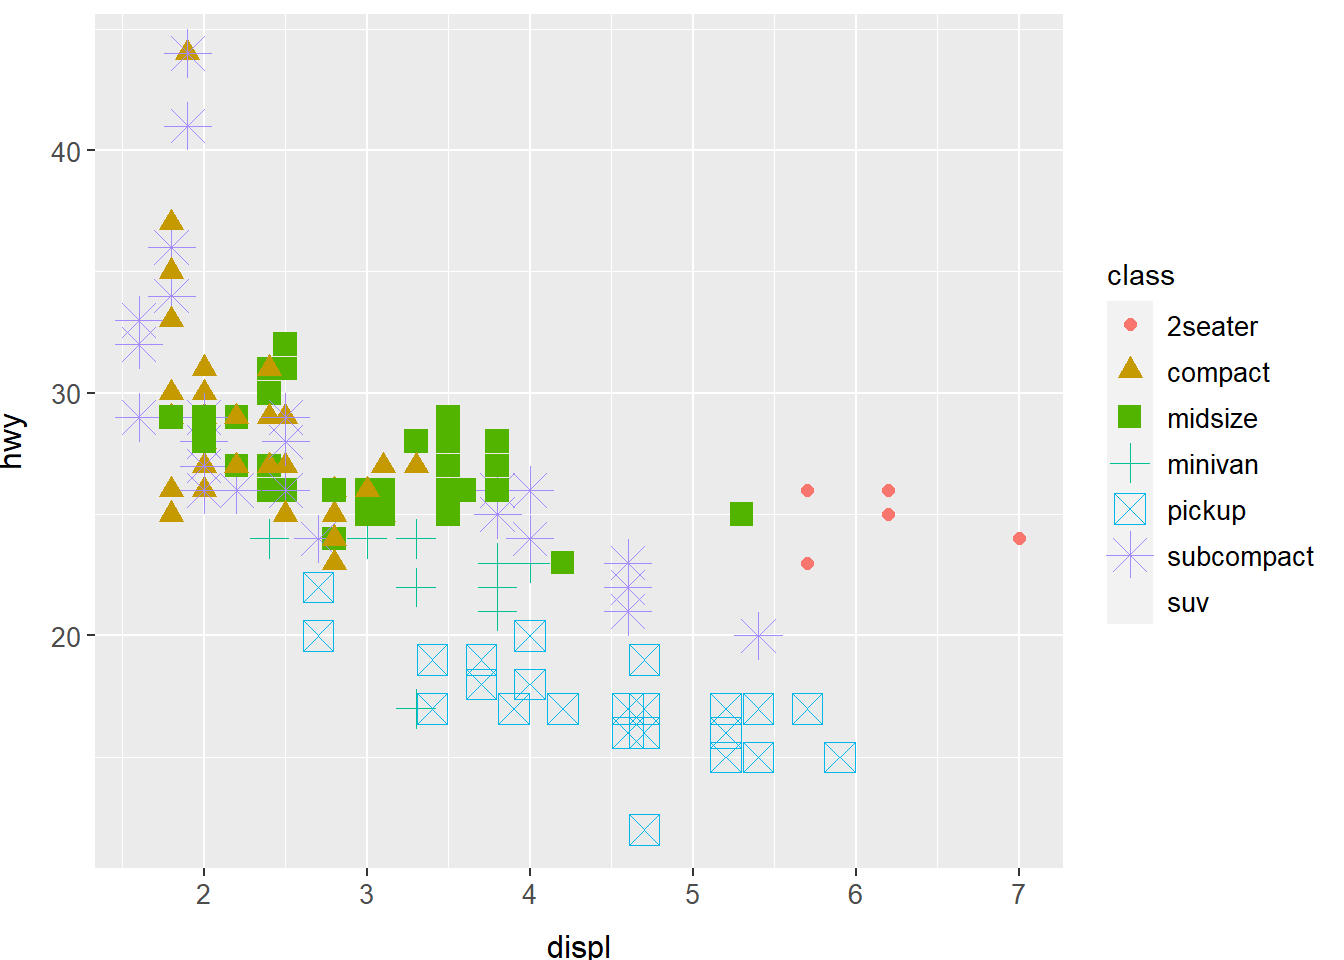 hwy
40
30
20
2 3 4 5 6 7
displ
class
2seater
compact
midsize
minivan
pickup
subcompact
suv